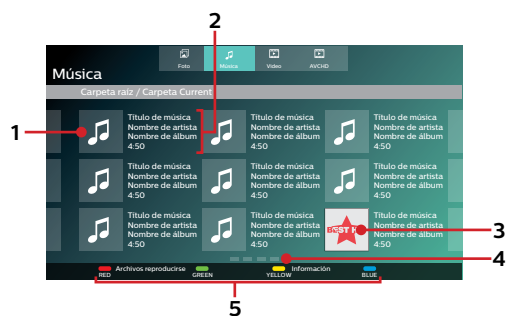 2
Foto Música Video AVCHD
Música
Carpeta raíz / Carpeta Current
1
Título de música Título de música Título de música
Nombre de artista Nombre de artista Nombre de artista
Nombre de álbum Nombre de álbum Nombre de álbum
4:50 4:50 4:50
Título de música Título de música Título de música
Nombre de artista Nombre de artista Nombre de artista
Nombre de álbum Nombre de álbum Nombre de álbum
4:50 4:50 4:50
Título de música Título de música Título de música
Nombre de artista Nombre de artista Nombre de artista
Nombre de álbum Nombre de álbum Nombre de álbum
4:50 4:50 4:50
BEST
3
4
Archivos reproducirse Información
RED GREEN YELLOW BLUE
5